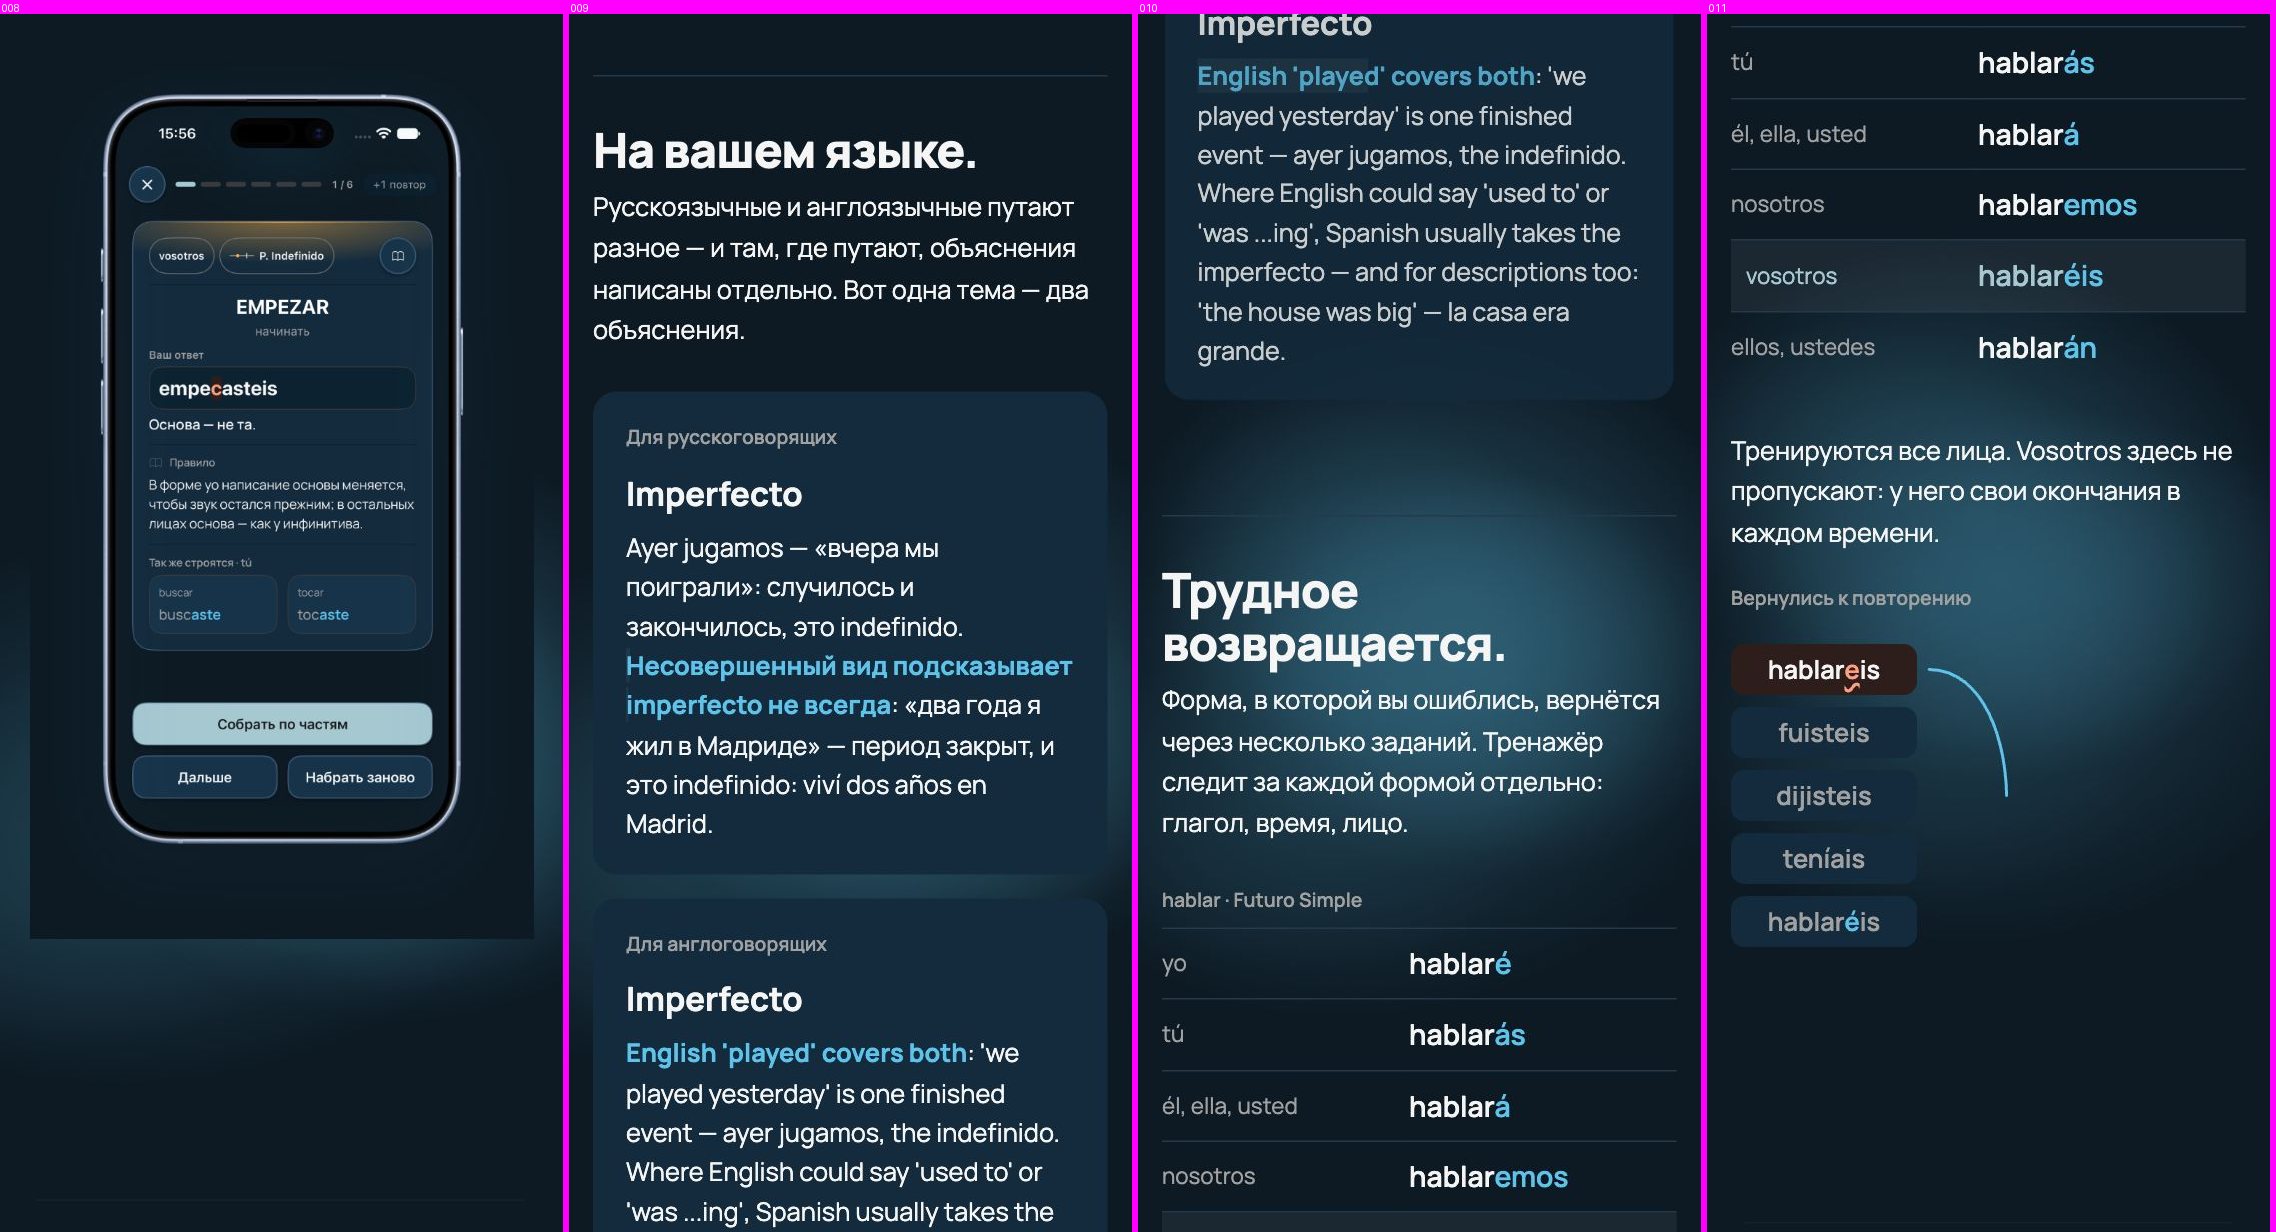 008
15:56
1 / 6
+1 повтор
vosotros
P. Indefinido
EMPEZAR
начинать
Ваш ответ
empecasteis
Основа — не та.
Правило
В форме yo написание основы меняется,
чтобы звук остался прежним; в остальных
лицах основа — как у инфинитива.
Так же строятся · tú
buscar
tocar
buscaste
tocaste
Собрать по частям
Дальше
Набрать заново
009
На вашем языке.
Русскоязычные и англоязычные путают
разное — и там, где путают, объяснения
написаны отдельно. Вот одна тема — два
объяснения.
Для русскоговорящих
Imperfecto
Ayer jugamos — «вчера мы
поиграли»: случилось и
закончилось, это indefinido.
Несовершенный вид подсказывает
imperfecto не всегда: «два года я
жил в Мадриде» — период закрыт, и
это indefinido: viví dos años en
Madrid.
Для англоговорящих
Imperfecto
English 'played' covers both: 'we
played yesterday' is one finished
event — ayer jugamos, the indefinido.
Where English could say 'used to' or
'was ...ing', Spanish usually takes the
010
Imperfecto
English 'played' covers both: 'we
played yesterday' is one finished
event — ayer jugamos, the indefinido.
Where English could say 'used to' or
'was ...ing', Spanish usually takes the
imperfecto — and for descriptions too:
'the house was big' — la casa era
grande.
Трудное
возвращается.
Форма, в которой вы ошиблись, вернётся
через несколько заданий. Тренажёр
следит за каждой формой отдельно:
глагол, время, лицо.
hablar · Futuro Simple
yo
hablaré
tú
hablarás
él, ella, usted
hablará
nosotros
hablaremos
011
tú
hablarás
él, ella, usted
hablará
nosotros
hablaremos
vosotros
hablaréis
ellos, ustedes
hablarán
Тренируются все лица. Vosotros здесь не
пропускают: у него свои окончания в
каждом времени.
Вернулись к повторению
hablareis
fuisteis
dijisteis
teníais
hablaréis